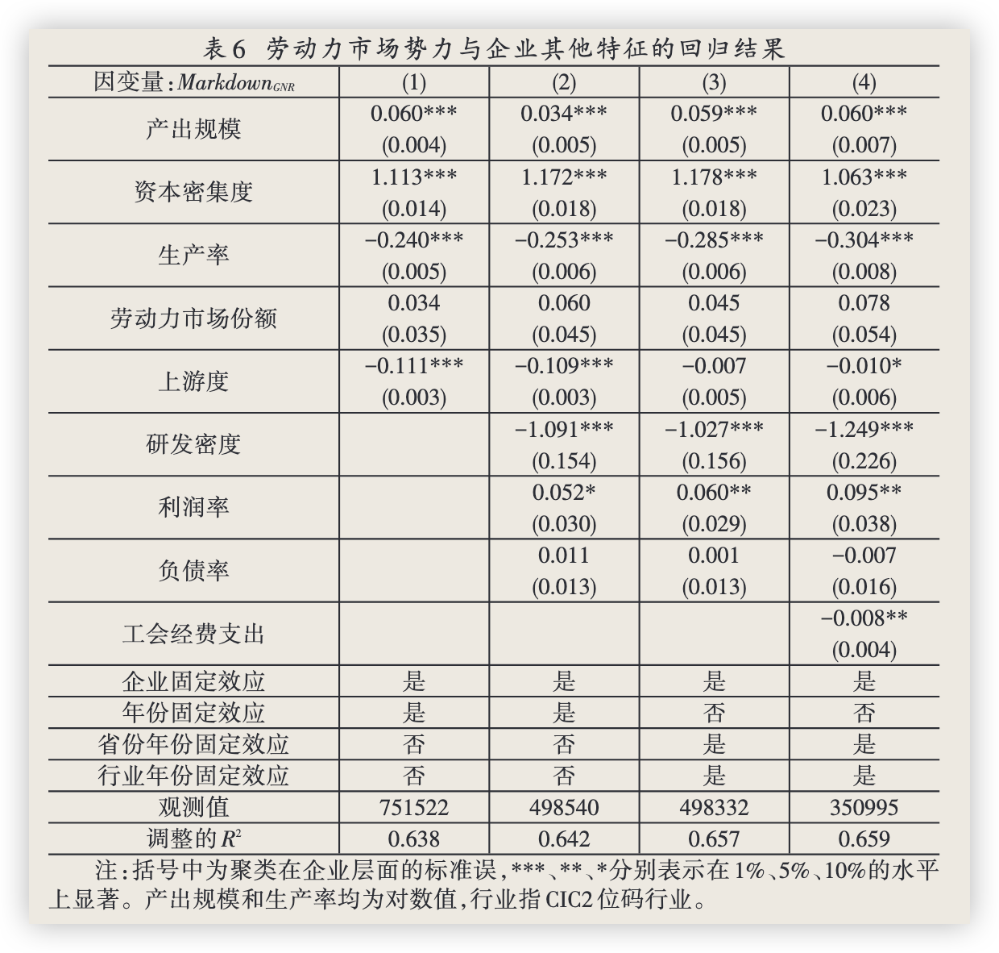 表6 劳动力市场势力与企业其他特征的回归结果
因变量:Markdown_GNR (1) (2) (3) (4)
产出规模 0.060*** 0.034*** 0.059*** 0.060***
(0.004) (0.005) (0.005) (0.007)
资本密集度 1.113*** 1.172*** 1.178*** 1.063***
(0.014) (0.018) (0.018) (0.023)
生产率 −0.240*** −0.253*** −0.285*** −0.304***
(0.005) (0.006) (0.006) (0.008)
劳动力市场份额 0.034 0.060 0.045 0.078
(0.035) (0.045) (0.045) (0.054)
上游度 −0.111*** −0.109*** −0.007 −0.010*
(0.003) (0.003) (0.005) (0.006)
研发密度 −1.091*** −1.027*** −1.249***
(0.154) (0.156) (0.226)
利润率 0.052* 0.060** 0.095**
(0.030) (0.029) (0.038)
负债率 0.011 0.001 −0.007
(0.013) (0.013) (0.016)
工会经费支出 −0.008**
(0.004)
企业固定效应 是 是 是 是
年份固定效应 是 是 否 否
省份年份固定效应 否 否 是 是
行业年份固定效应 否 否 是 是
观测值 751522 498540 498332 350995
调整的R² 0.638 0.642 0.657 0.659
注:括号中为聚类在企业层面的标准误,***、**、*分别表示在1%、5%、10%的水平
上显著。产出规模和生产率均为对数值,行业指CIC2位码行业。